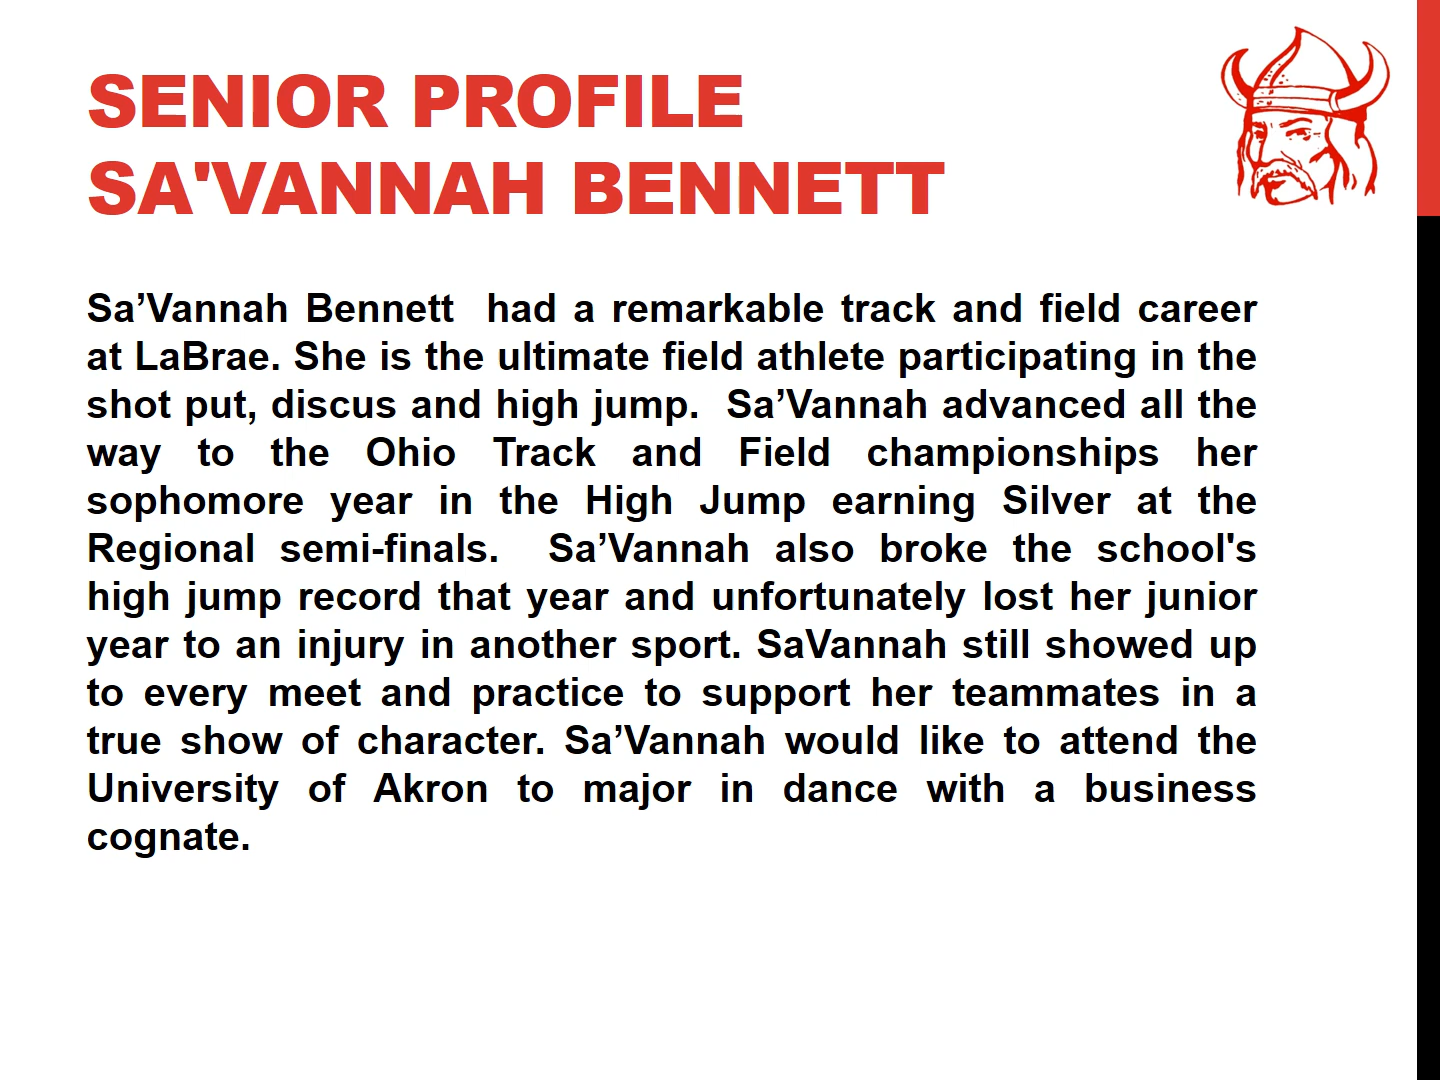 SENIOR PROFILE
SA'VANNAH BENNETT
Sa’Vannah Bennett  had a remarkable track and field career
at LaBrae. She is the ultimate field athlete participating in the
shot put, discus and high jump.  Sa’Vannah advanced all the
way to the Ohio Track and Field championships her
sophomore year in the High Jump earning Silver at the
Regional semi-finals.  Sa’Vannah also broke the school's
high jump record that year and unfortunately lost her junior
year to an injury in another sport. SaVannah still showed up
to every meet and practice to support her teammates in a
true show of character. Sa’Vannah would like to attend the
University of Akron to major in dance with a business
cognate.